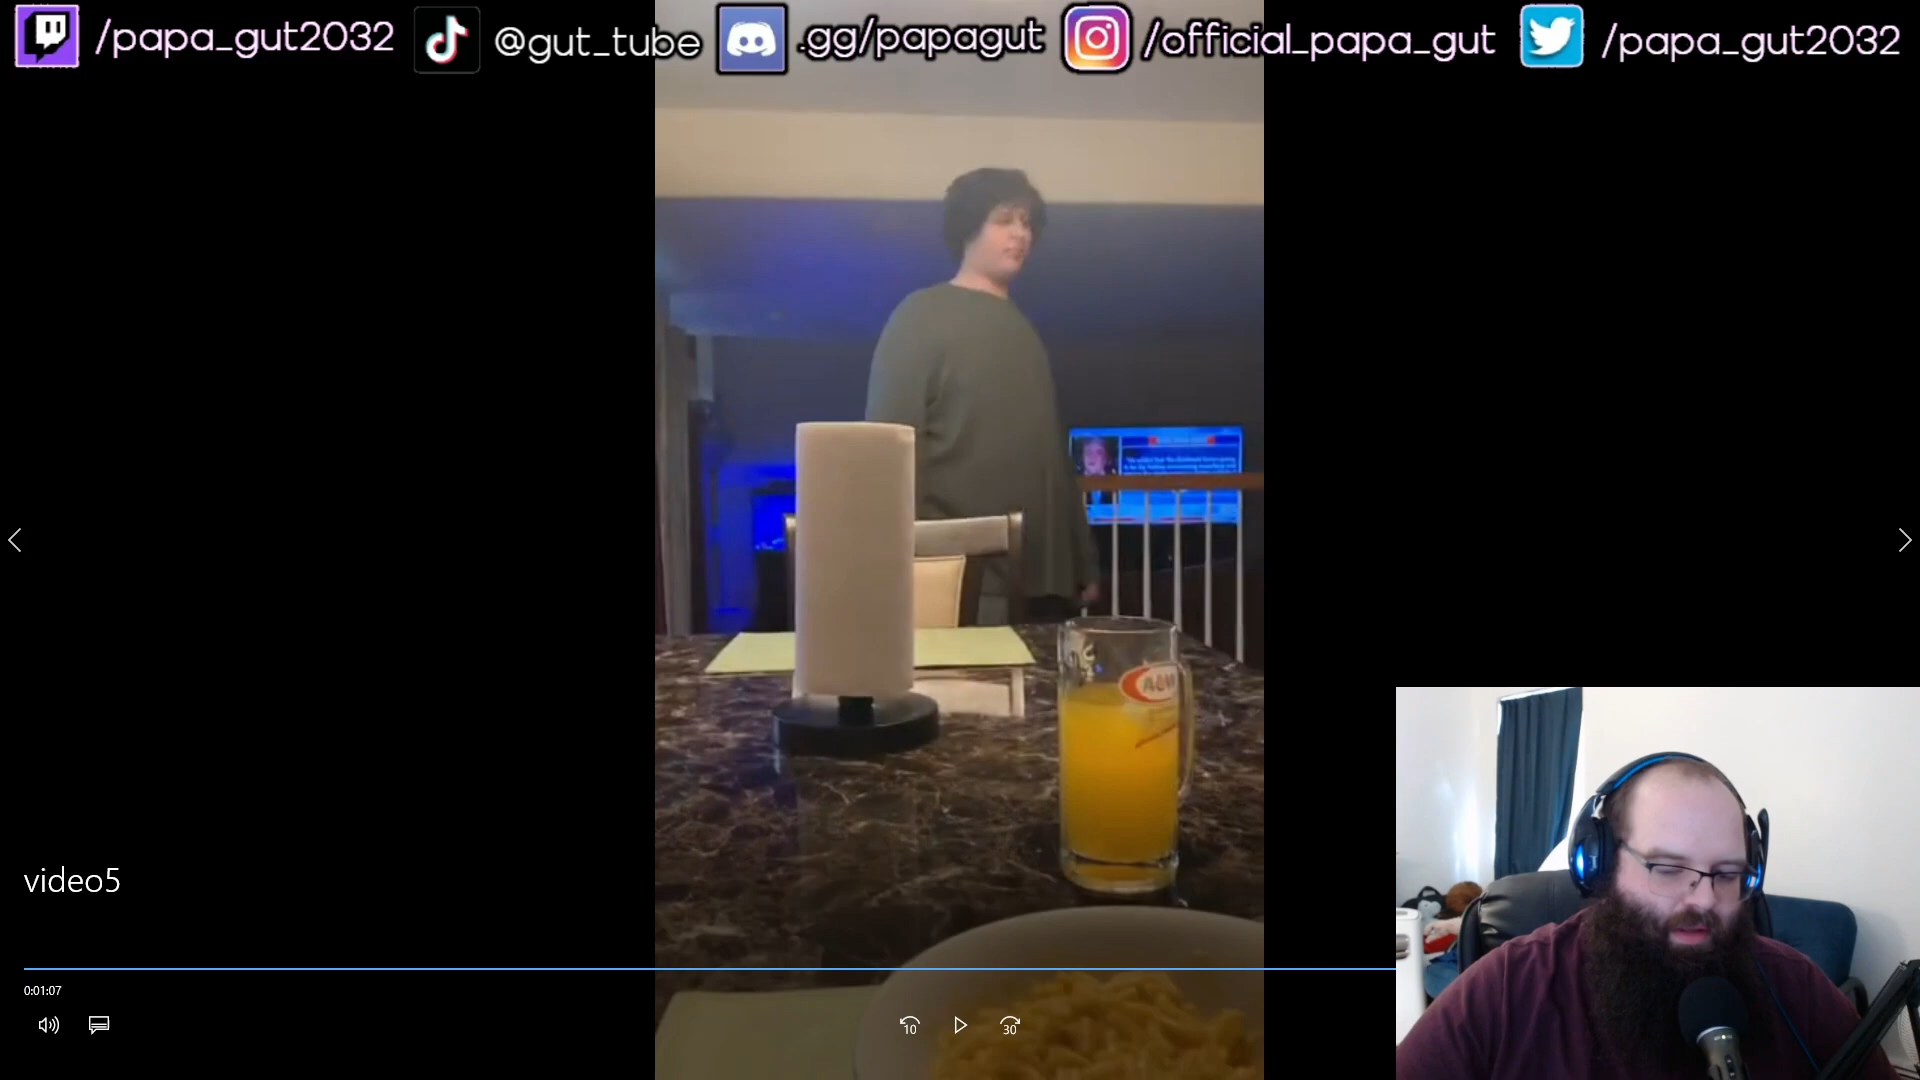 /papa_gut2032
@gut_tube
.gg/papagut
/official_papa_gut
/papa_gut2032
A&W
video5
0:01:07
10
30